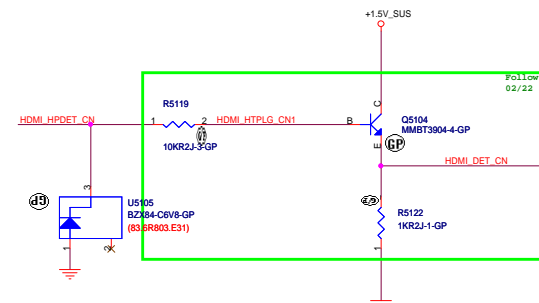 +1.5V_SUS
Follow
02/22
R5119
C
HDMI_HPDET_CN
1
2
HDMI_HTPLG_CN1
B
Q5104
MMBT3904-4-GP
10KR2J-3-GP
E
GP
HDMI_DET_CN
3
GP
U5105
BZX84-C6V8-GP
(83.6R803.E31)
R5122
1KR2J-1-GP
1
2
1